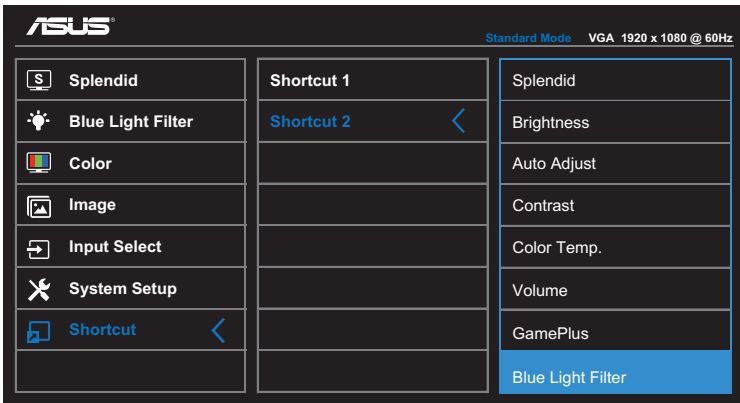 ASUS
Standard Mode VGA 1920 x 1080 @ 60Hz
S Splendid
Blue Light Filter
Color
Image
Input Select
System Setup
Shortcut
Shortcut 1
Shortcut 2
Splendid
Brightness
Auto Adjust
Contrast
Color Temp.
Volume
GamePlus
Blue Light Filter